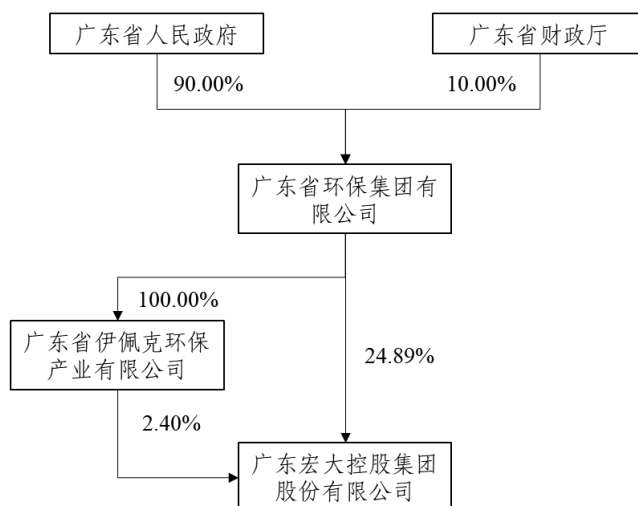 广东省人民政府
广东省财政厅
90.00%
10.00%
广东省环保集团有
限公司
100.00%
广东省伊佩克环保
产业有限公司
24.89%
2.40%
广东宏大控股集团
股份有限公司